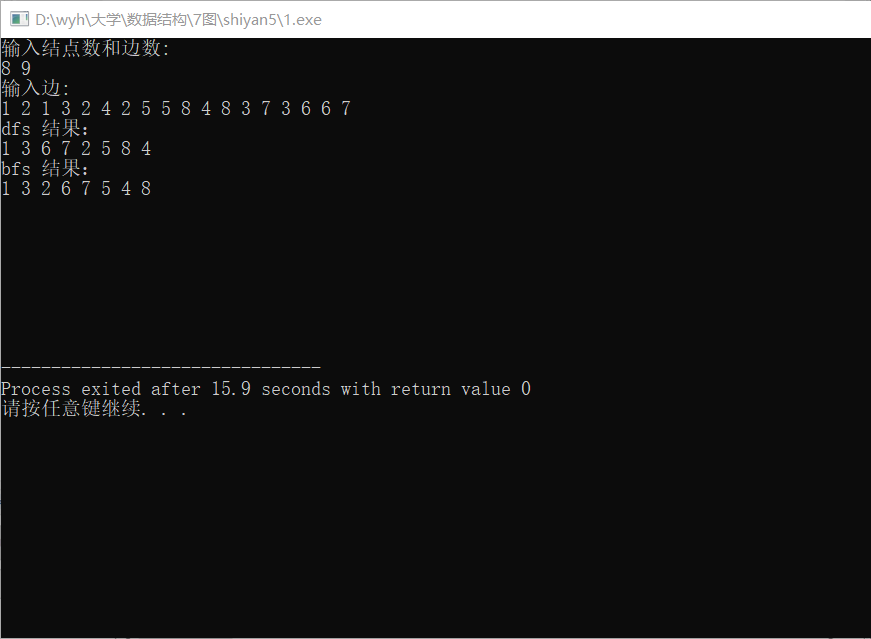 D:\wyh\大学\数据结构\7图\shiyan5\1.exe
输入结点数和边数:
8 9
输入边:
1 2 1 3 2 4 2 5 5 8 4 8 3 7 3 6 6 7
dfs 结果：
1 3 6 7 2 5 8 4
bfs 结果：
1 3 2 6 7 5 4 8
--------------------------------
Process exited after 15.9 seconds with return value 0
请按任意键继续. . .